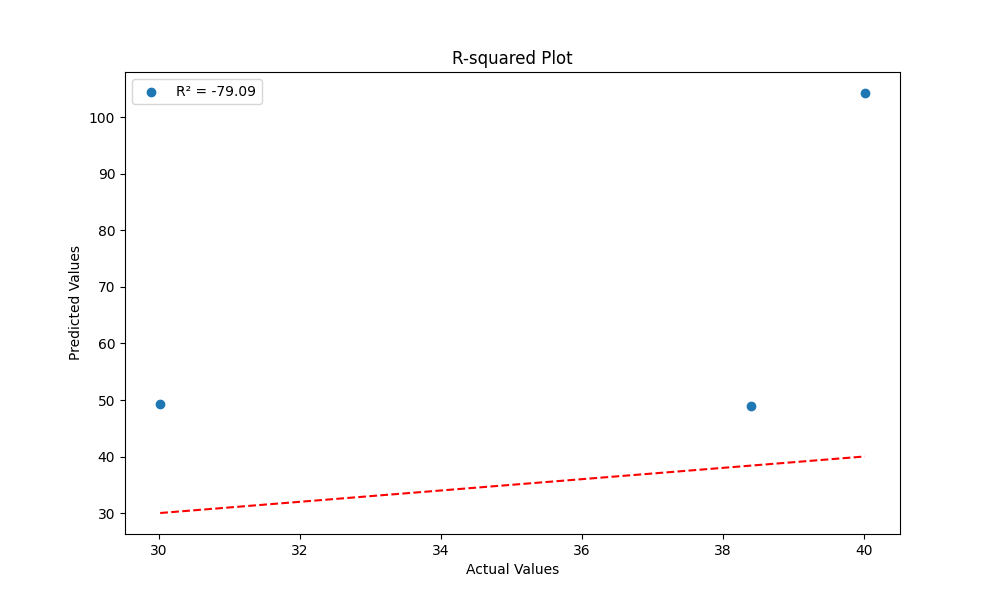 R-squared Plot
R² = -79.09
100
90
80
70
60
50
40
30
Predicted Values
30 32 34 36 38 40
Actual Values